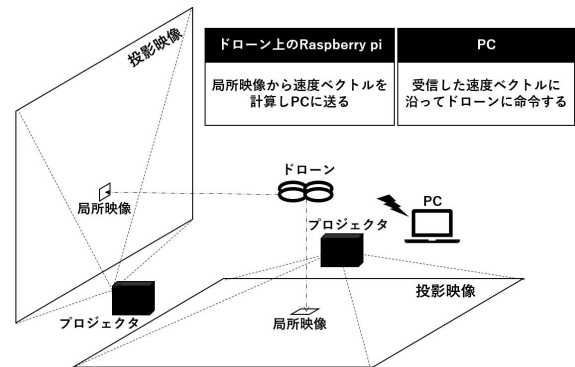 投影映像
ドローン上のRaspberry pi
PC
局所映像から速度ベクトルを
計算しPCに送る
受信した速度ベクトルに
沿ってドローンに命令する
ドローン
局所映像
PC
プロジェクタ
投影映像
プロジェクタ
局所映像